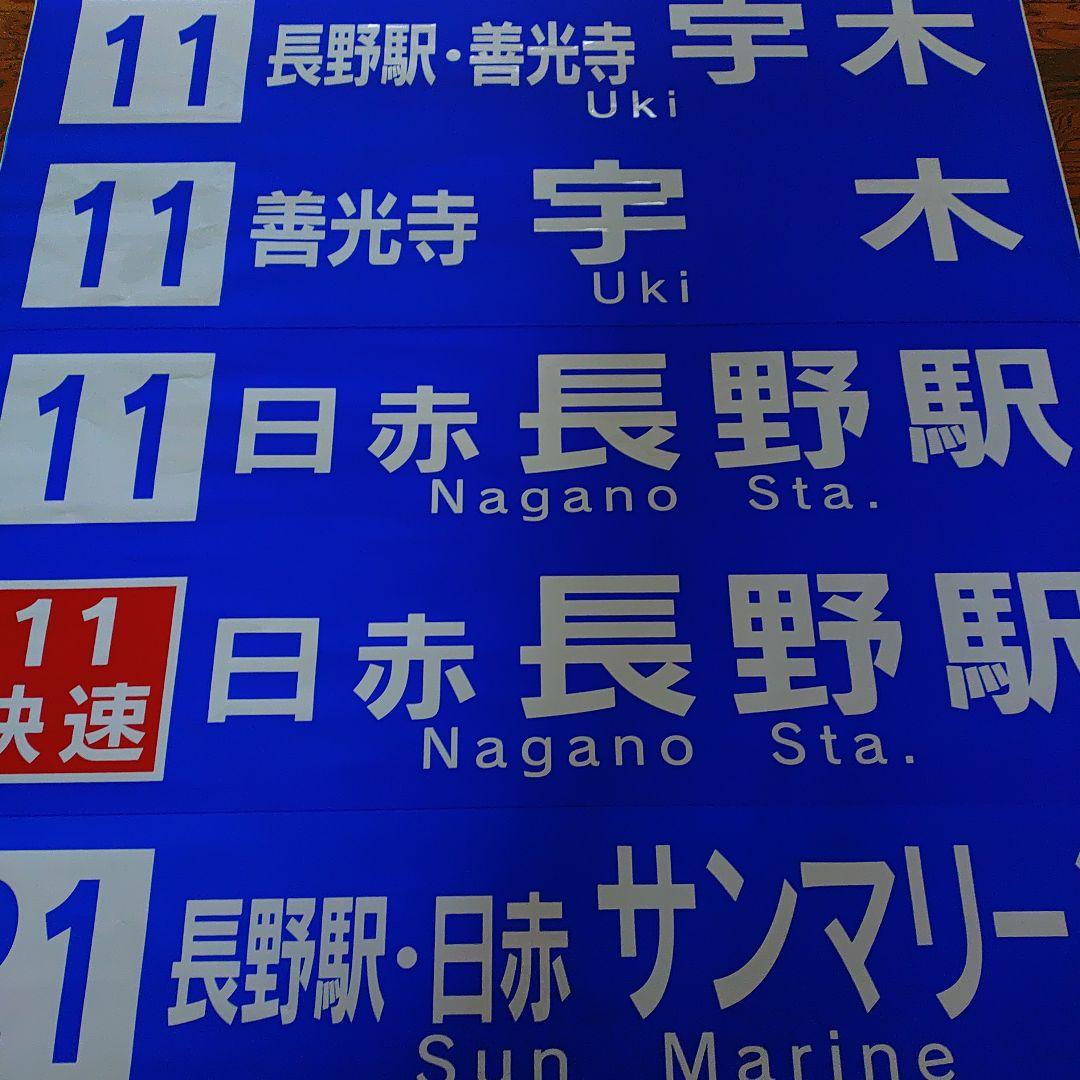 11 長野駅・善光寺 宇木
Uki
11 善光寺 宇木
Uki
11 日赤 長野駅
Nagano Sta.
11 快速 日赤 長野駅
Nagano Sta.
21 長野駅・日赤 サンマリー
Sun Marine